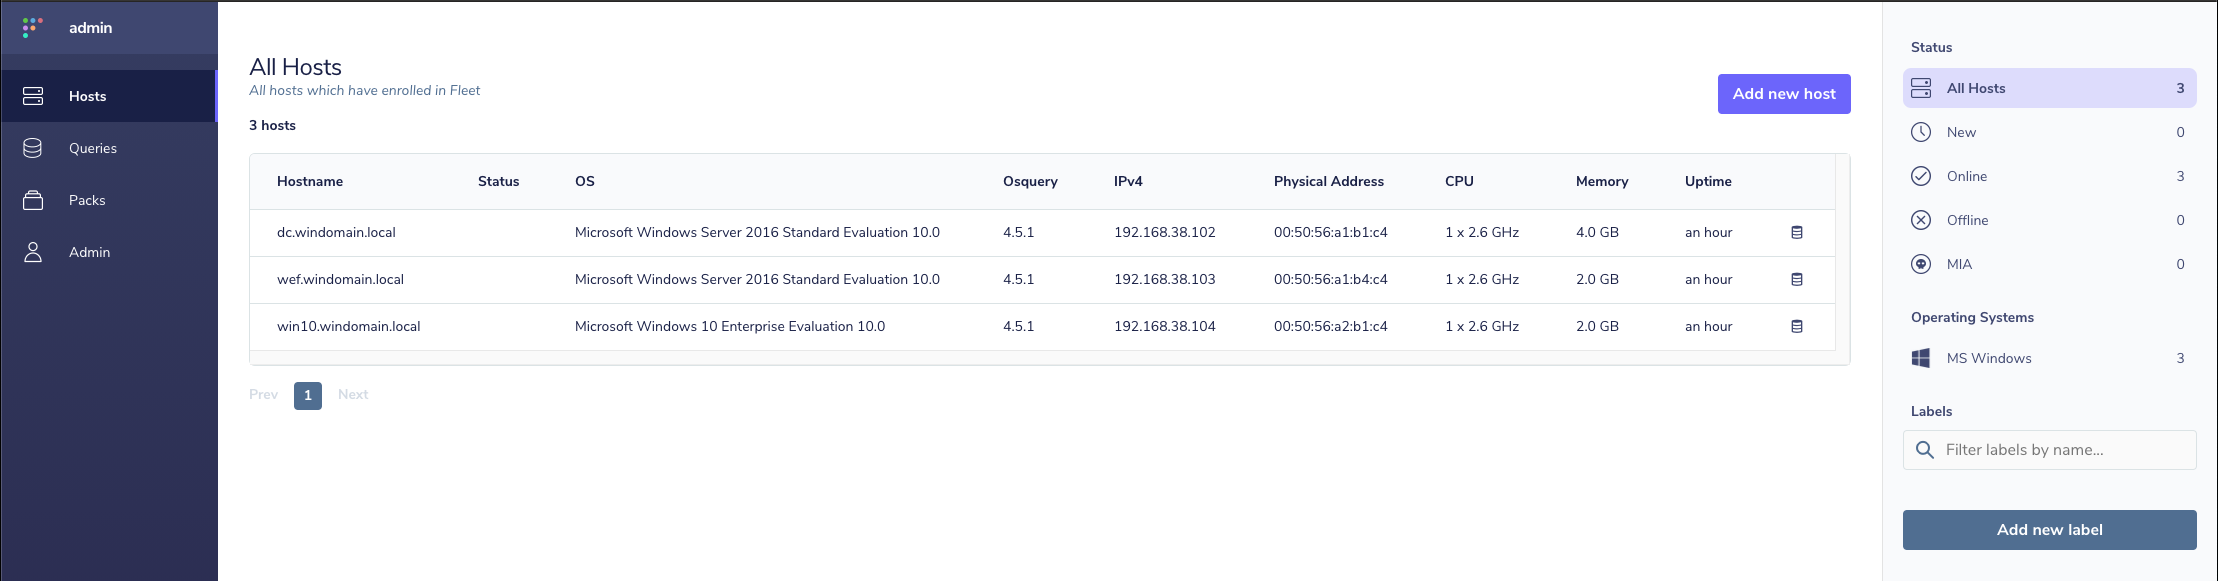 admin
Hosts
Queries
Packs
Admin
All Hosts
All hosts which have enrolled in Fleet
3 hosts
Add new host
Hostname Status OS Osquery IPv4 Physical Address CPU Memory Uptime
dc.windomain.local Microsoft Windows Server 2016 Standard Evaluation 10.0 4.5.1 192.168.38.102 00:50:56:a1:b1:c4 1 x 2.6 GHz 4.0 GB an hour
wef.windomain.local Microsoft Windows Server 2016 Standard Evaluation 10.0 4.5.1 192.168.38.103 00:50:56:a1:b4:c4 1 x 2.6 GHz 2.0 GB an hour
win10.windomain.local Microsoft Windows 10 Enterprise Evaluation 10.0 4.5.1 192.168.38.104 00:50:56:a2:b1:c4 1 x 2.6 GHz 2.0 GB an hour
Prev 1 Next
Status
All Hosts 3
New 0
Online 3
Offline 0
MIA 0
Operating Systems
MS Windows 3
Labels
Filter labels by name...
Add new label